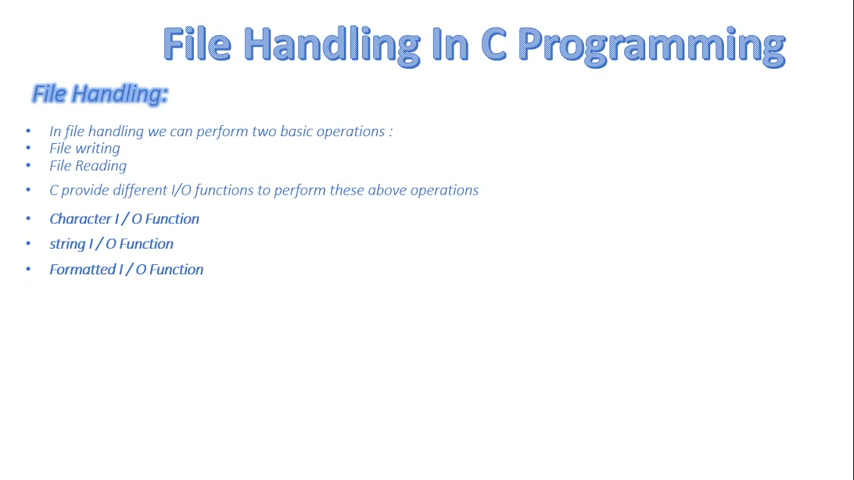 File Handling In C Programming
File Handling:
• In file handling we can perform two basic operations :
• File writing
• File Reading
• C provide different I/O functions to perform these above operations
• Character I / O Function
• string I / O Function
• Formatted I / O Function